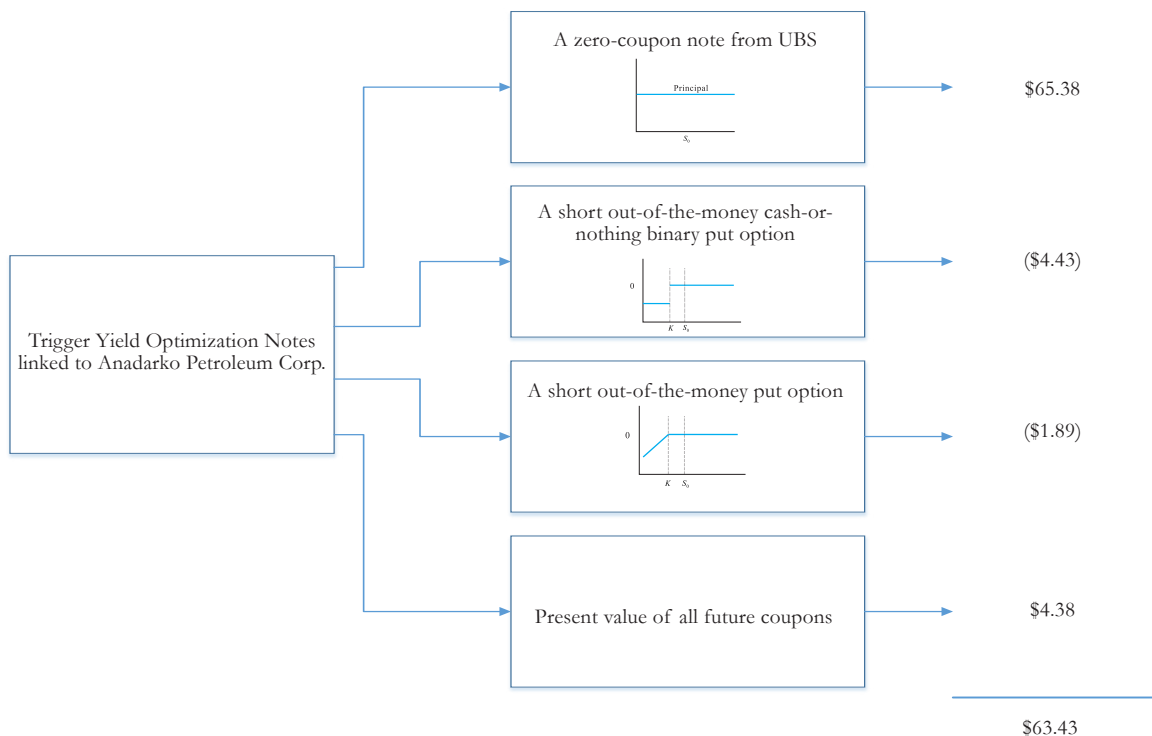 A zero-coupon note from UBS
Principal
S0
$65.38
A short out-of-the-money cash-or-
nothing binary put option
0
K S0
($4.43)
Trigger Yield Optimization Notes
linked to Anadarko Petroleum Corp.
A short out-of-the-money put option
0
K S0
($1.89)
Present value of all future coupons
$4.38
$63.43